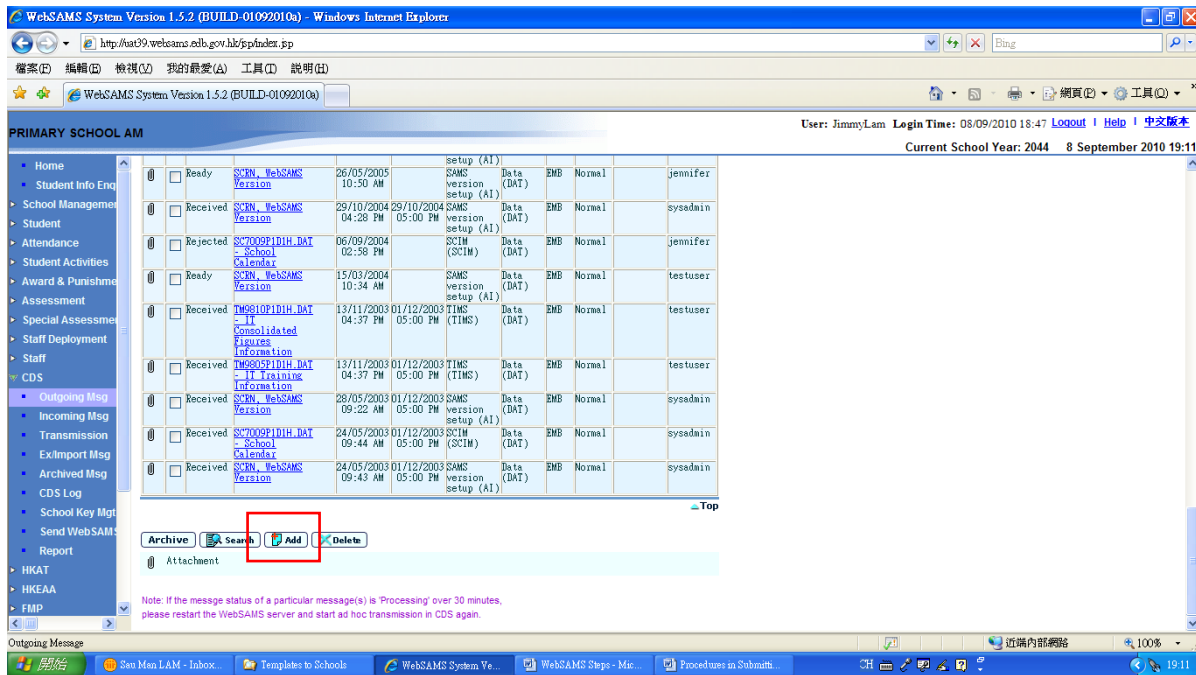 WebSAMS System Version 1.5.2 (BUILD-01092010a) - Windows Internet Explorer
http://uat39.websams.edb.gov.hk/jsp/index.jsp
Bing
檔案(F) 編輯(E) 檢視(V) 我的最愛(A) 工具(T) 說明(H)
WebSAMS System Version 1.5.2 (BUILD-01092010a)
網頁(P) 工具(O)
PRIMARY SCHOOL AM
User: JimmyLam Login Time: 08/09/2010 18:47 Logout | Help | 中文版本
Current School Year: 2044 8 September 2010 19:11
Home
Student Info Enq
School Managemen
Student
Attendance
Student Activities
Award & Punishme
Assessment
Special Assessmen
Staff Deployment
Staff
CDS
Outgoing Msg
Incoming Msg
Transmission
Ex/Import Msg
Archived Msg
CDS Log
School Key Mgt
Send WebSAMS
Report
HKAT
HKEAA
FMP
setup (AI)
Ready SCRN, WebSAMS 26/05/2005 SAMS Data EMB Normal jennifer
Version 10:50 AM version (DAT)
setup (AI)
Received SCRN, WebSAMS 29/10/2004 29/10/2004 SAMS Data EMB Normal sysadmin
Version 04:28 PM 05:00 PM version (DAT)
setup (AI)
Rejected SC7009P1D1H.DAT 06/09/2004 SCIM Data EMB Normal jennifer
- School 02:58 PM (SCIM) (DAT)
Calendar
Ready SCRN, WebSAMS 15/03/2004 SAMS Data EMB Normal testuser
Version 10:34 AM version (DAT)
setup (AI)
Received TM9810P1D1H.DAT 13/11/2003 01/12/2003 TIMS Data EMB Normal testuser
- IT 04:37 PM 05:00 PM (TIMS) (DAT)
Consolidated
Figures
Information
Received TM9805P1D1H.DAT 13/11/2003 01/12/2003 TIMS Data EMB Normal testuser
- IT Training 04:37 PM 05:00 PM (TIMS) (DAT)
Information
Received SCRN, WebSAMS 28/05/2003 01/12/2003 SAMS Data EMB Normal sysadmin
Version 09:22 AM 05:00 PM version (DAT)
setup (AI)
Received SC7009P1D1H.DAT 24/05/2003 01/12/2003 SCIM Data EMB Normal sysadmin
- School 09:44 AM 05:00 PM (SCIM) (DAT)
Calendar
Received SCRN, WebSAMS 24/05/2003 01/12/2003 SAMS Data EMB Normal sysadmin
Version 09:43 AM 05:00 PM version (DAT)
setup (AI)
Top
Archive Search Add Delete
Attachment
Note: If the messge status of a particular message(s) is 'Processing' over 30 minutes,
please restart the WebSAMS server and start ad hoc transmission in CDS again.
Outgoing Message 近端內部網路 100%
開始 Sau Man LAM - Inbox... Templates to Schools WebSAMS System Ve... WebSAMS Steps - Mic... Procedures in Submitti... CH 19:11